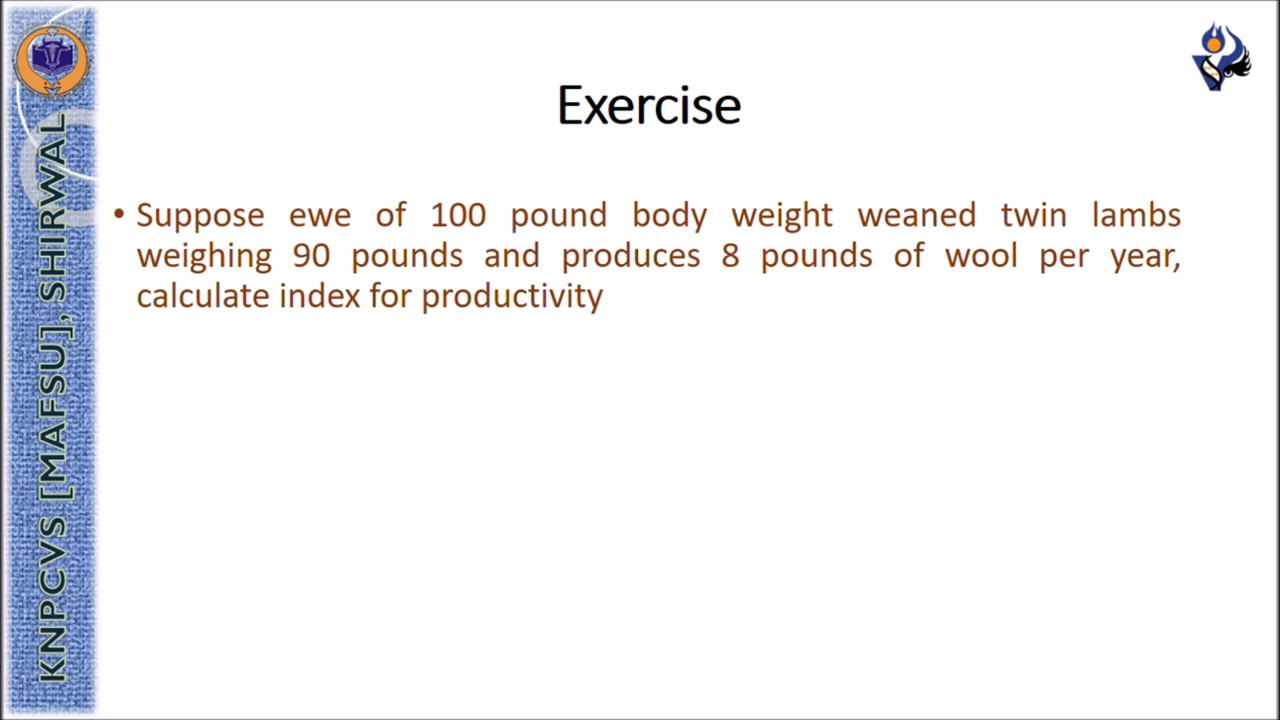 Exercise
• Suppose ewe of 100 pound body weight weaned twin lambs
weighing 90 pounds and produces 8 pounds of wool per year,
calculate index for productivity
KNPCVS [MAFSU], SHIRWAL